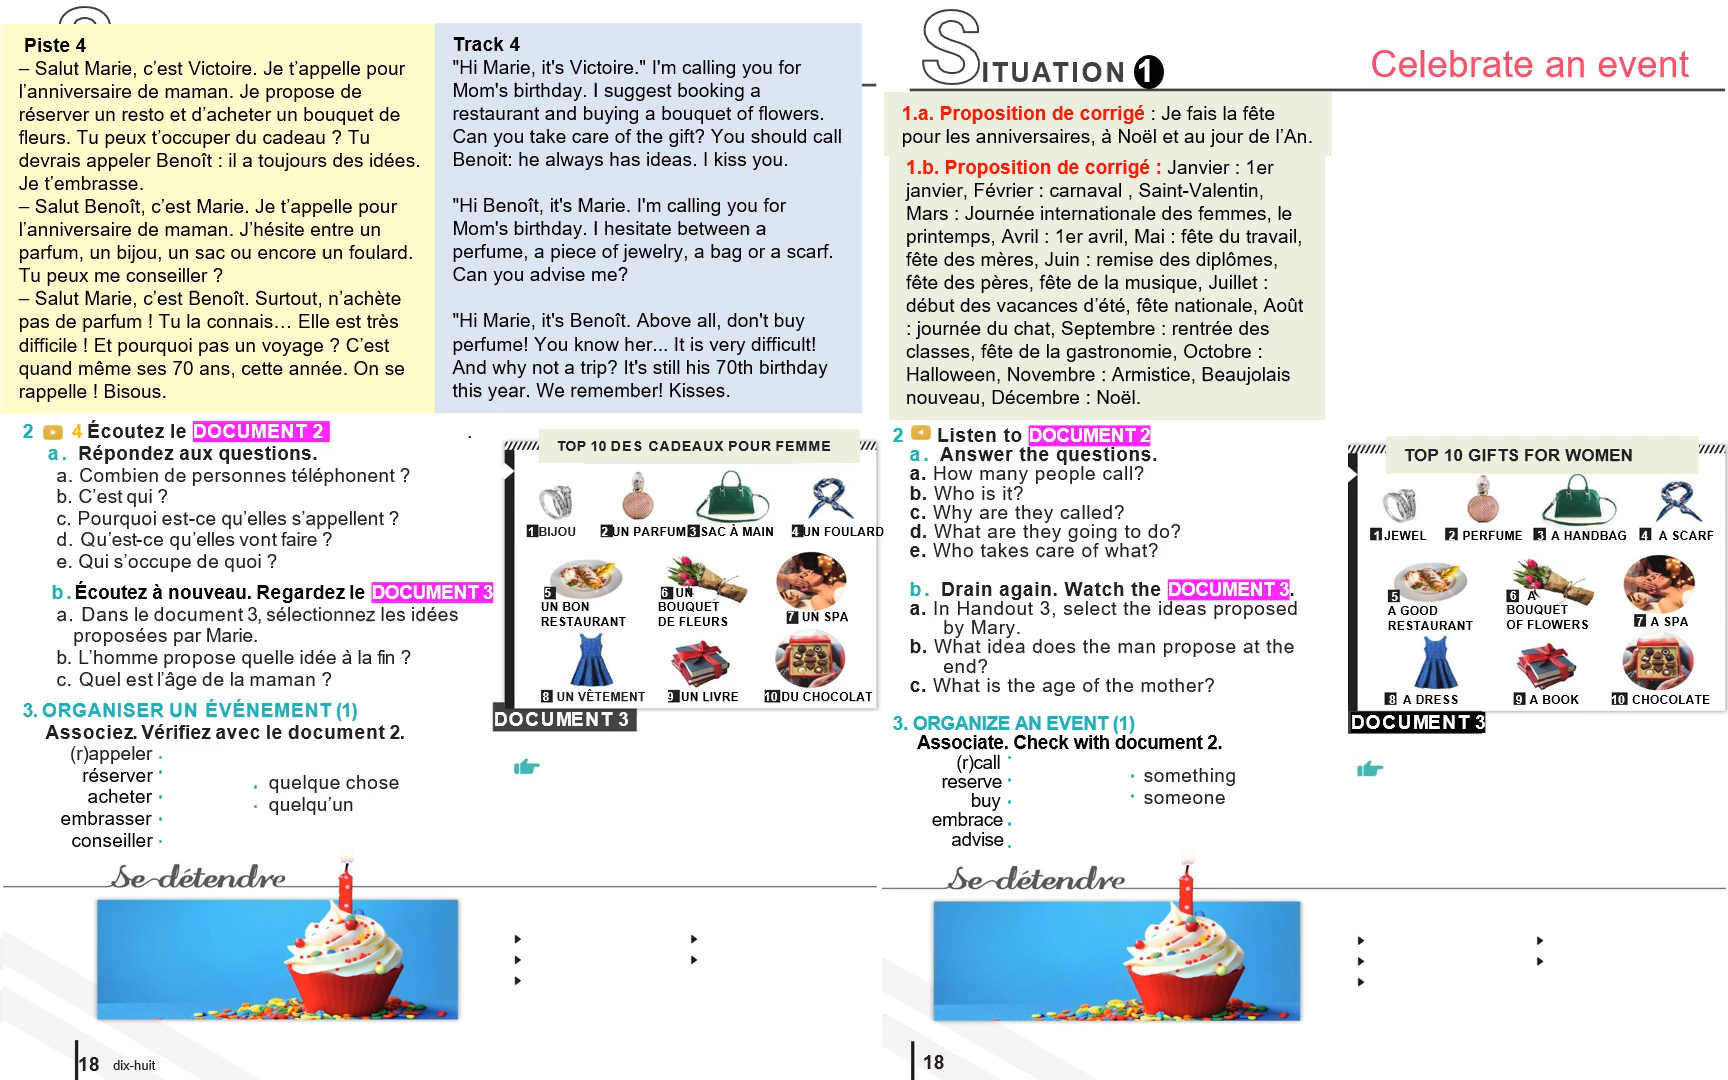 Piste 4
– Salut Marie, c’est Victoire. Je t’appelle pour
l’anniversaire de maman. Je propose de
réserver un resto et d’acheter un bouquet de
fleurs. Tu peux t’occuper du cadeau ? Tu
devrais appeler Benoît : il a toujours des idées.
Je t’embrasse.
– Salut Benoît, c’est Marie. Je t’appelle pour
l’anniversaire de maman. J’hésite entre un
parfum, un bijou, un sac ou encore un foulard.
Tu peux me conseiller ?
– Salut Marie, c’est Benoît. Surtout, n’achète
pas de parfum ! Tu la connais… Elle est très
difficile ! Et pourquoi pas un voyage ? C’est
quand même ses 70 ans, cette année. On se
rappelle ! Bisous.
Track 4
"Hi Marie, it's Victoire." I'm calling you for
Mom's birthday. I suggest booking a
restaurant and buying a bouquet of flowers.
Can you take care of the gift? You should call
Benoit: he always has ideas. I kiss you.
"Hi Benoît, it's Marie. I'm calling you for
Mom's birthday. I hesitate between a
perfume, a piece of jewelry, a bag or a scarf.
Can you advise me?
"Hi Marie, it's Benoît. Above all, don't buy
perfume! You know her... It is very difficult!
And why not a trip? It's still his 70th birthday
this year. We remember! Kisses.
2 4 Écoutez le DOCUMENT 2 .
a. Répondez aux questions.
a. Combien de personnes téléphonent ?
b. C’est qui ?
c. Pourquoi est-ce qu’elles s’appellent ?
d. Qu’est-ce qu’elles vont faire ?
e. Qui s’occupe de quoi ?
b. Écoutez à nouveau. Regardez le DOCUMENT 3
a. Dans le document 3, sélectionnez les idées
proposées par Marie.
b. L’homme propose quelle idée à la fin ?
c. Quel est l’âge de la maman ?
3. ORGANISER UN ÉVÉNEMENT (1)
Associez. Vérifiez avec le document 2.
(r)appeler •
réserver •
acheter •
embrasser •
conseiller •
• quelque chose
• quelqu’un
TOP 10 DES CADEAUX POUR FEMME
1 BIJOU
2 UN PARFUM
3 SAC À MAIN
4 UN FOULARD
5
UN BON
RESTAURANT
6 UN
BOUQUET
DE FLEURS
7 UN SPA
8 UN VÊTEMENT
9 UN LIVRE
10 DU CHOCOLAT
DOCUMENT 3
Se détendre
18 dix-huit
SITUATION 1
Celebrate an event
1.a. Proposition de corrigé : Je fais la fête
pour les anniversaires, à Noël et au jour de l’An.
1.b. Proposition de corrigé : Janvier : 1er
janvier, Février : carnaval , Saint-Valentin,
Mars : Journée internationale des femmes, le
printemps, Avril : 1er avril, Mai : fête du travail,
fête des mères, Juin : remise des diplômes,
fête des pères, fête de la musique, Juillet :
début des vacances d’été, fête nationale, Août
: journée du chat, Septembre : rentrée des
classes, fête de la gastronomie, Octobre :
Halloween, Novembre : Armistice, Beaujolais
nouveau, Décembre : Noël.
2 Listen to DOCUMENT 2
a. Answer the questions.
a. How many people call?
b. Who is it?
c. Why are they called?
d. What are they going to do?
e. Who takes care of what?
b. Drain again. Watch the DOCUMENT 3.
a. In Handout 3, select the ideas proposed
by Mary.
b. What idea does the man propose at the
end?
c. What is the age of the mother?
3. ORGANIZE AN EVENT (1)
Associate. Check with document 2.
(r)call •
reserve •
buy •
embrace •
advise •
• something
• someone
TOP 10 GIFTS FOR WOMEN
1 JEWEL
2 PERFUME
3 A HANDBAG
4 A SCARF
5
A GOOD
RESTAURANT
6 A
BOUQUET
OF FLOWERS
7 A SPA
8 A DRESS
9 A BOOK
10 CHOCOLATE
DOCUMENT 3
Se détendre
18